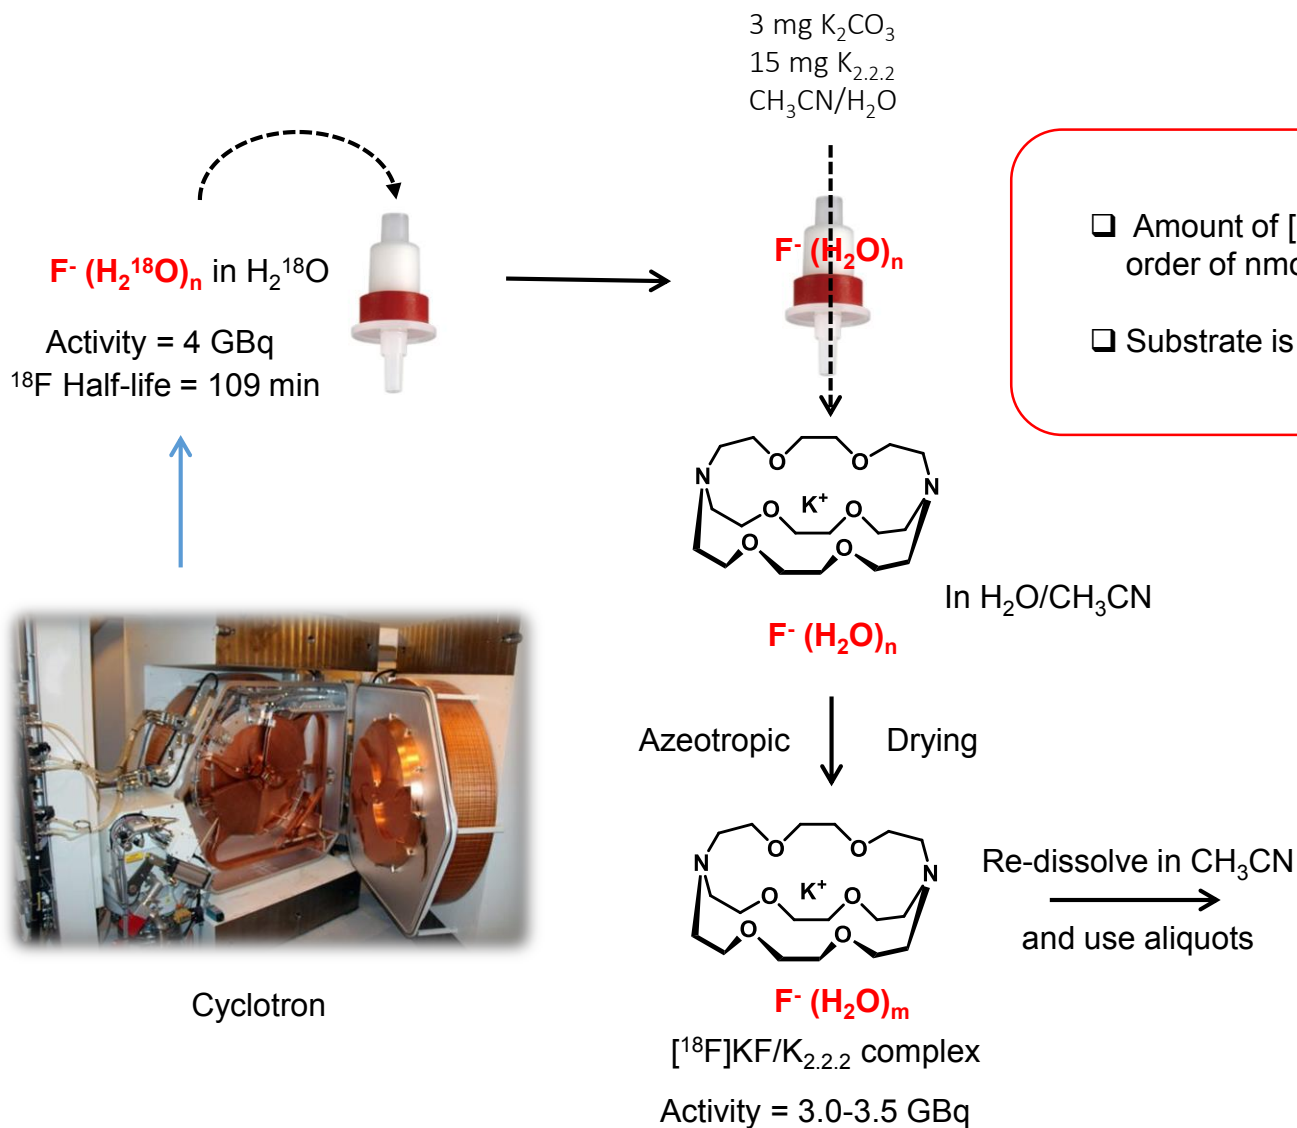 3 mg K₂CO₃
15 mg K₂.₂.₂
CH₃CN/H₂O
F⁻ (H₂¹⁸O)ₙ in H₂¹⁸O
Activity = 4 GBq
¹⁸F Half-life = 109 min
F⁻ (H₂O)ₙ
❑ Amount of [
order of nmo
❑ Substrate is
O O
N N
K⁺
O O
O O
In H₂O/CH₃CN
F⁻ (H₂O)ₙ
Azeotropic Drying
O O
N N
K⁺
O O
O O
Re-dissolve in CH₃CN
and use aliquots
Cyclotron
F⁻ (H₂O)ₘ
[¹⁸F]KF/K₂.₂.₂ complex
Activity = 3.0-3.5 GBq